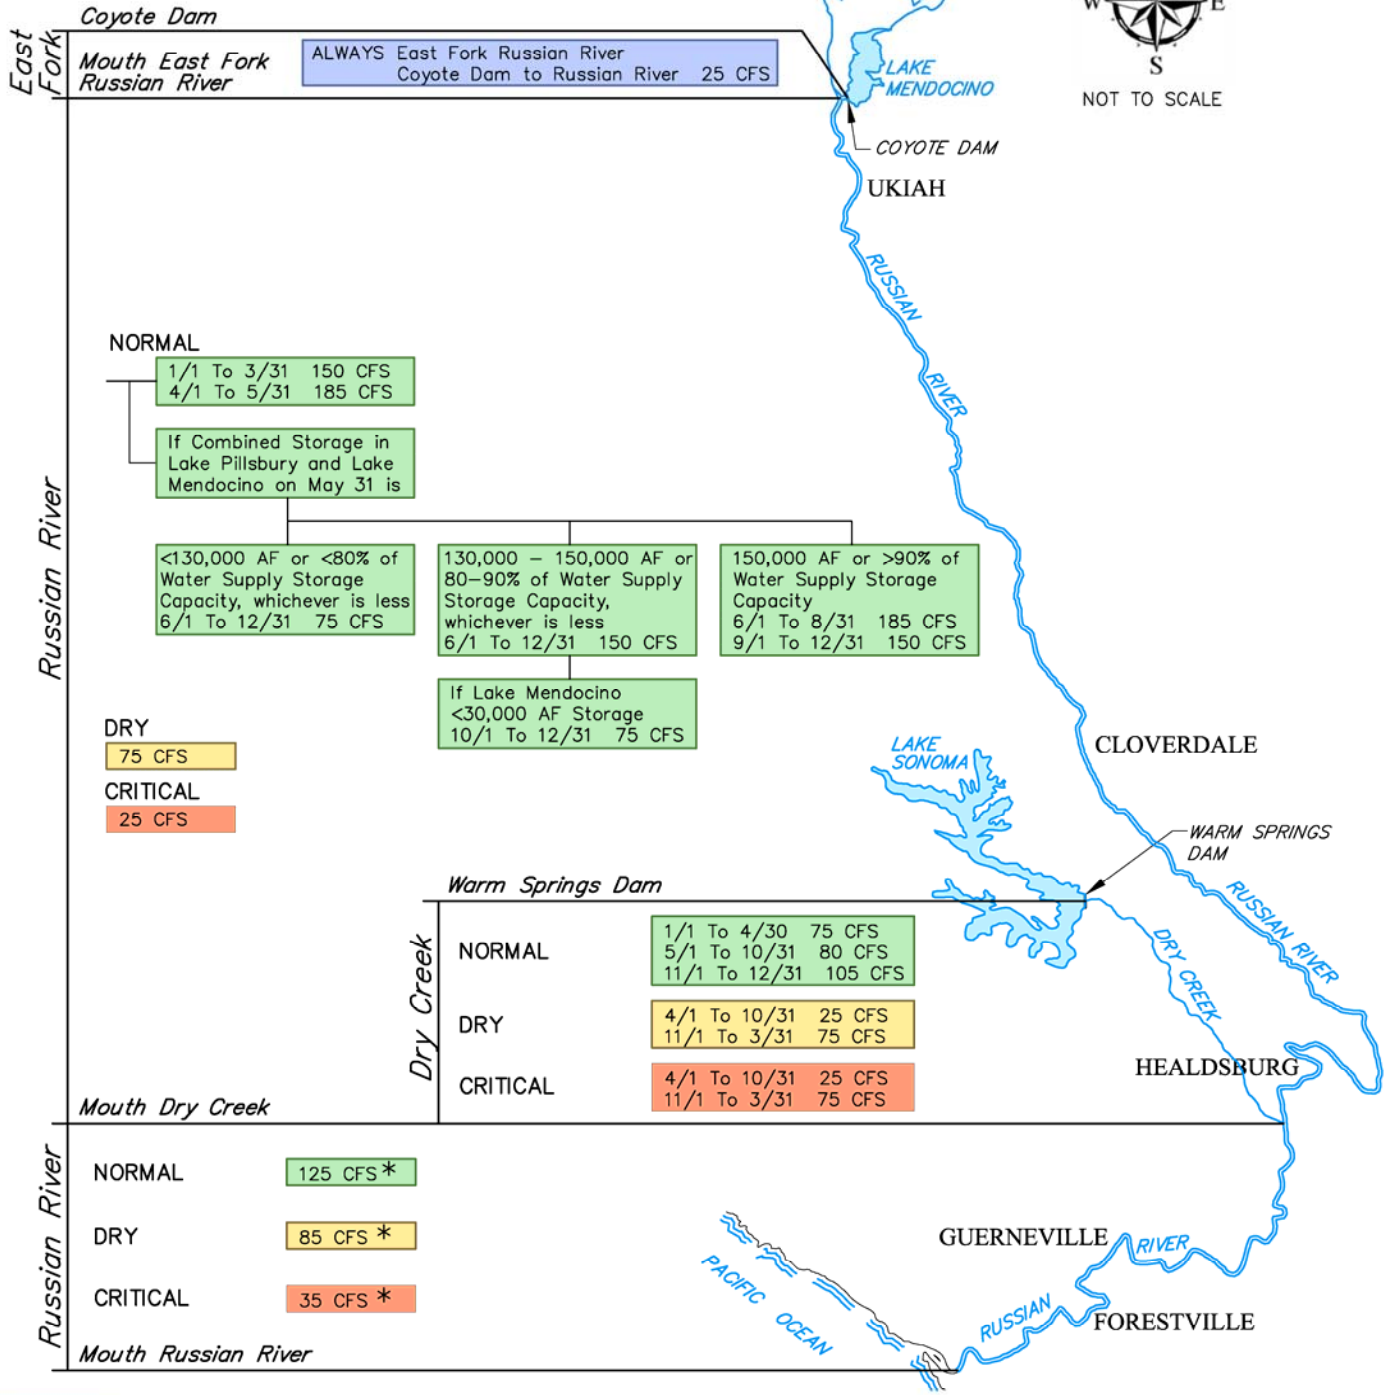 Coyote Dam
East
Fork
Mouth East Fork
Russian River
ALWAYS East Fork Russian River
Coyote Dam to Russian River 25 CFS
LAKE
MENDOCINO
W E
S
NOT TO SCALE
COYOTE DAM
UKIAH
RUSSIAN
RIVER
Russian River
NORMAL
1/1 To 3/31 150 CFS
4/1 To 5/31 185 CFS
If Combined Storage in
Lake Pillsbury and Lake
Mendocino on May 31 is
<130,000 AF or <80% of
Water Supply Storage
Capacity, whichever is less
6/1 To 12/31 75 CFS
130,000 – 150,000 AF or
80–90% of Water Supply
Storage Capacity,
whichever is less
6/1 To 12/31 150 CFS
150,000 AF or >90% of
Water Supply Storage
Capacity
6/1 To 8/31 185 CFS
9/1 To 12/31 150 CFS
If Lake Mendocino
<30,000 AF Storage
10/1 To 12/31 75 CFS
DRY
75 CFS
CRITICAL
25 CFS
LAKE
SONOMA
CLOVERDALE
WARM SPRINGS
DAM
RUSSIAN RIVER
DRY CREEK
Warm Springs Dam
Dry Creek
NORMAL
1/1 To 4/30 75 CFS
5/1 To 10/31 80 CFS
11/1 To 12/31 105 CFS
DRY
4/1 To 10/31 25 CFS
11/1 To 3/31 75 CFS
CRITICAL
4/1 To 10/31 25 CFS
11/1 To 3/31 75 CFS
HEALDSBURG
Mouth Dry Creek
Russian River
NORMAL
125 CFS *
DRY
85 CFS *
CRITICAL
35 CFS *
GUERNEVILLE
RIVER
RUSSIAN
FORESTVILLE
PACIFIC OCEAN
Mouth Russian River